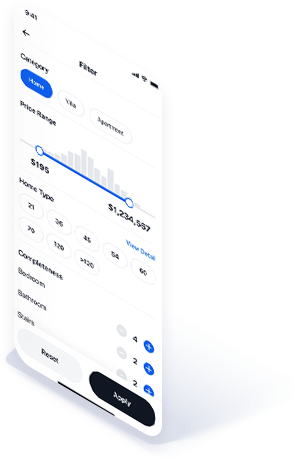 9:41
Filter
Category
Home
Villa
Apartment
Price Range
$195
$1,234,567
Home Type
View Detail
21
36
45
54
60
70
120
>120
Completeness
Bedroom
4
Bathroom
2
Stairs
2
Reset
Apply